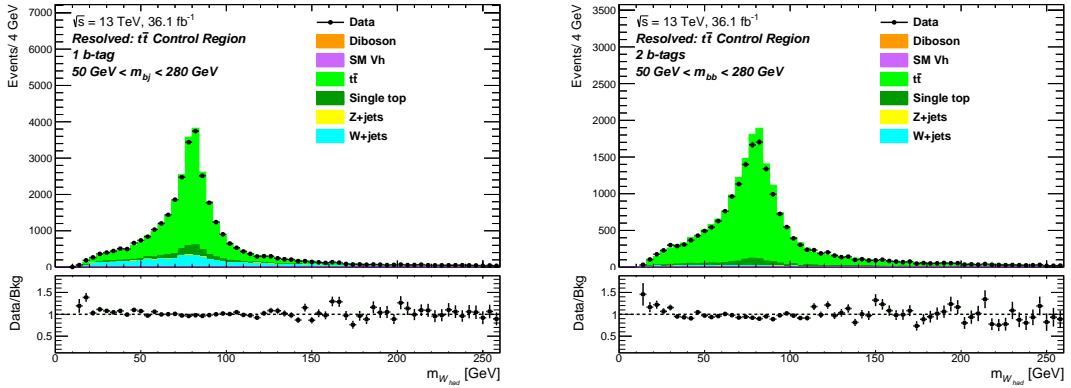 √s = 13 TeV, 36.1 fb⁻¹
Resolved: tt̄ Control Region
1 b-tag
50 GeV < m_bj < 280 GeV
Data
Diboson
SM Vh
tt̄
Single top
Z+jets
W+jets
Events/ 4 GeV
7000
6000
5000
4000
3000
2000
1000
0
Data/Bkg
1.5
1
0.5
0 50 100 150 200 250
m_W_had [GeV]
√s = 13 TeV, 36.1 fb⁻¹
Resolved: tt̄ Control Region
2 b-tags
50 GeV < m_bb < 280 GeV
Data
Diboson
SM Vh
tt̄
Single top
Z+jets
W+jets
Events/ 4 GeV
3500
3000
2500
2000
1500
1000
500
0
Data/Bkg
1.5
1
0.5
0 50 100 150 200 250
m_W_had [GeV]